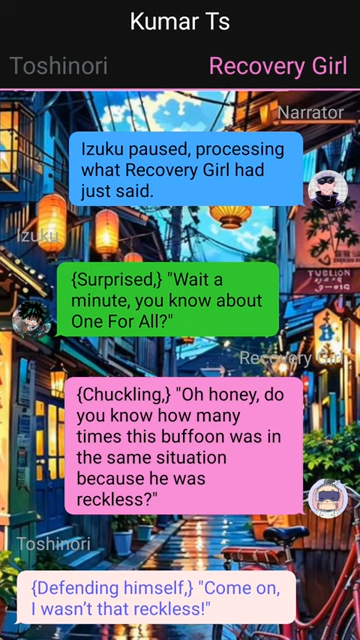 Kumar Ts
Toshinori
Recovery Girl
Narrator
Izuku paused, processing
what Recovery Girl had
just said.
Izuku
{Surprised,} "Wait a
minute, you know about
One For All?"
Recovery Girl
{Chuckling,} "Oh honey, do
you know how many
times this buffoon was in
the same situation
because he was
reckless?"
Toshinori
{Defending himself,} "Come on,
I wasn't that reckless!"